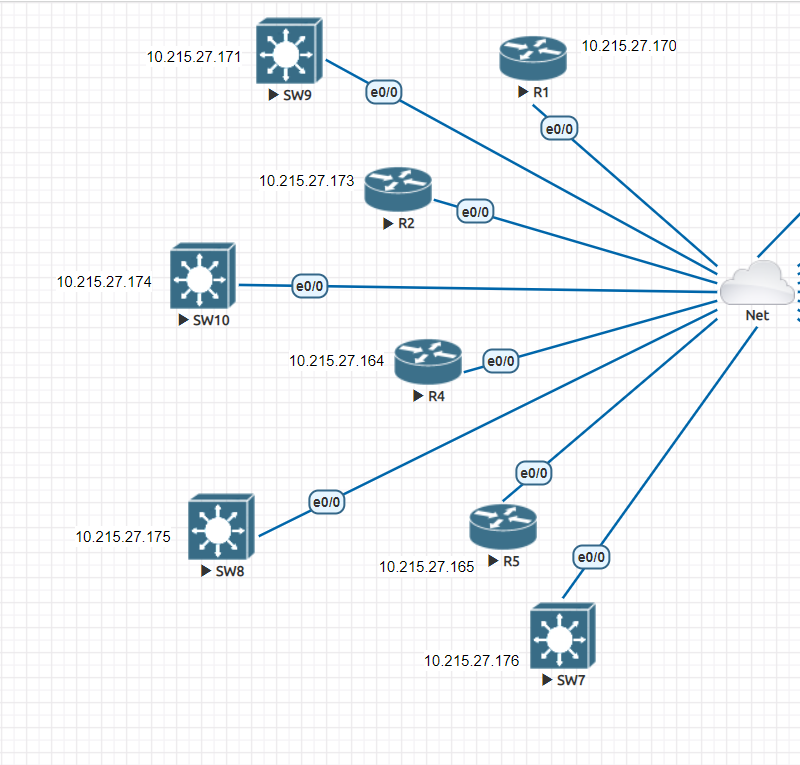 10.215.27.170
10.215.27.171
e0/0
R1
SW9
e0/0
10.215.27.173
e0/0
R2
10.215.27.174
e0/0
Net
SW10
10.215.27.164
e0/0
R4
e0/0
e0/0
10.215.27.175
e0/0
R5
10.215.27.165
SW8
10.215.27.176
SW7